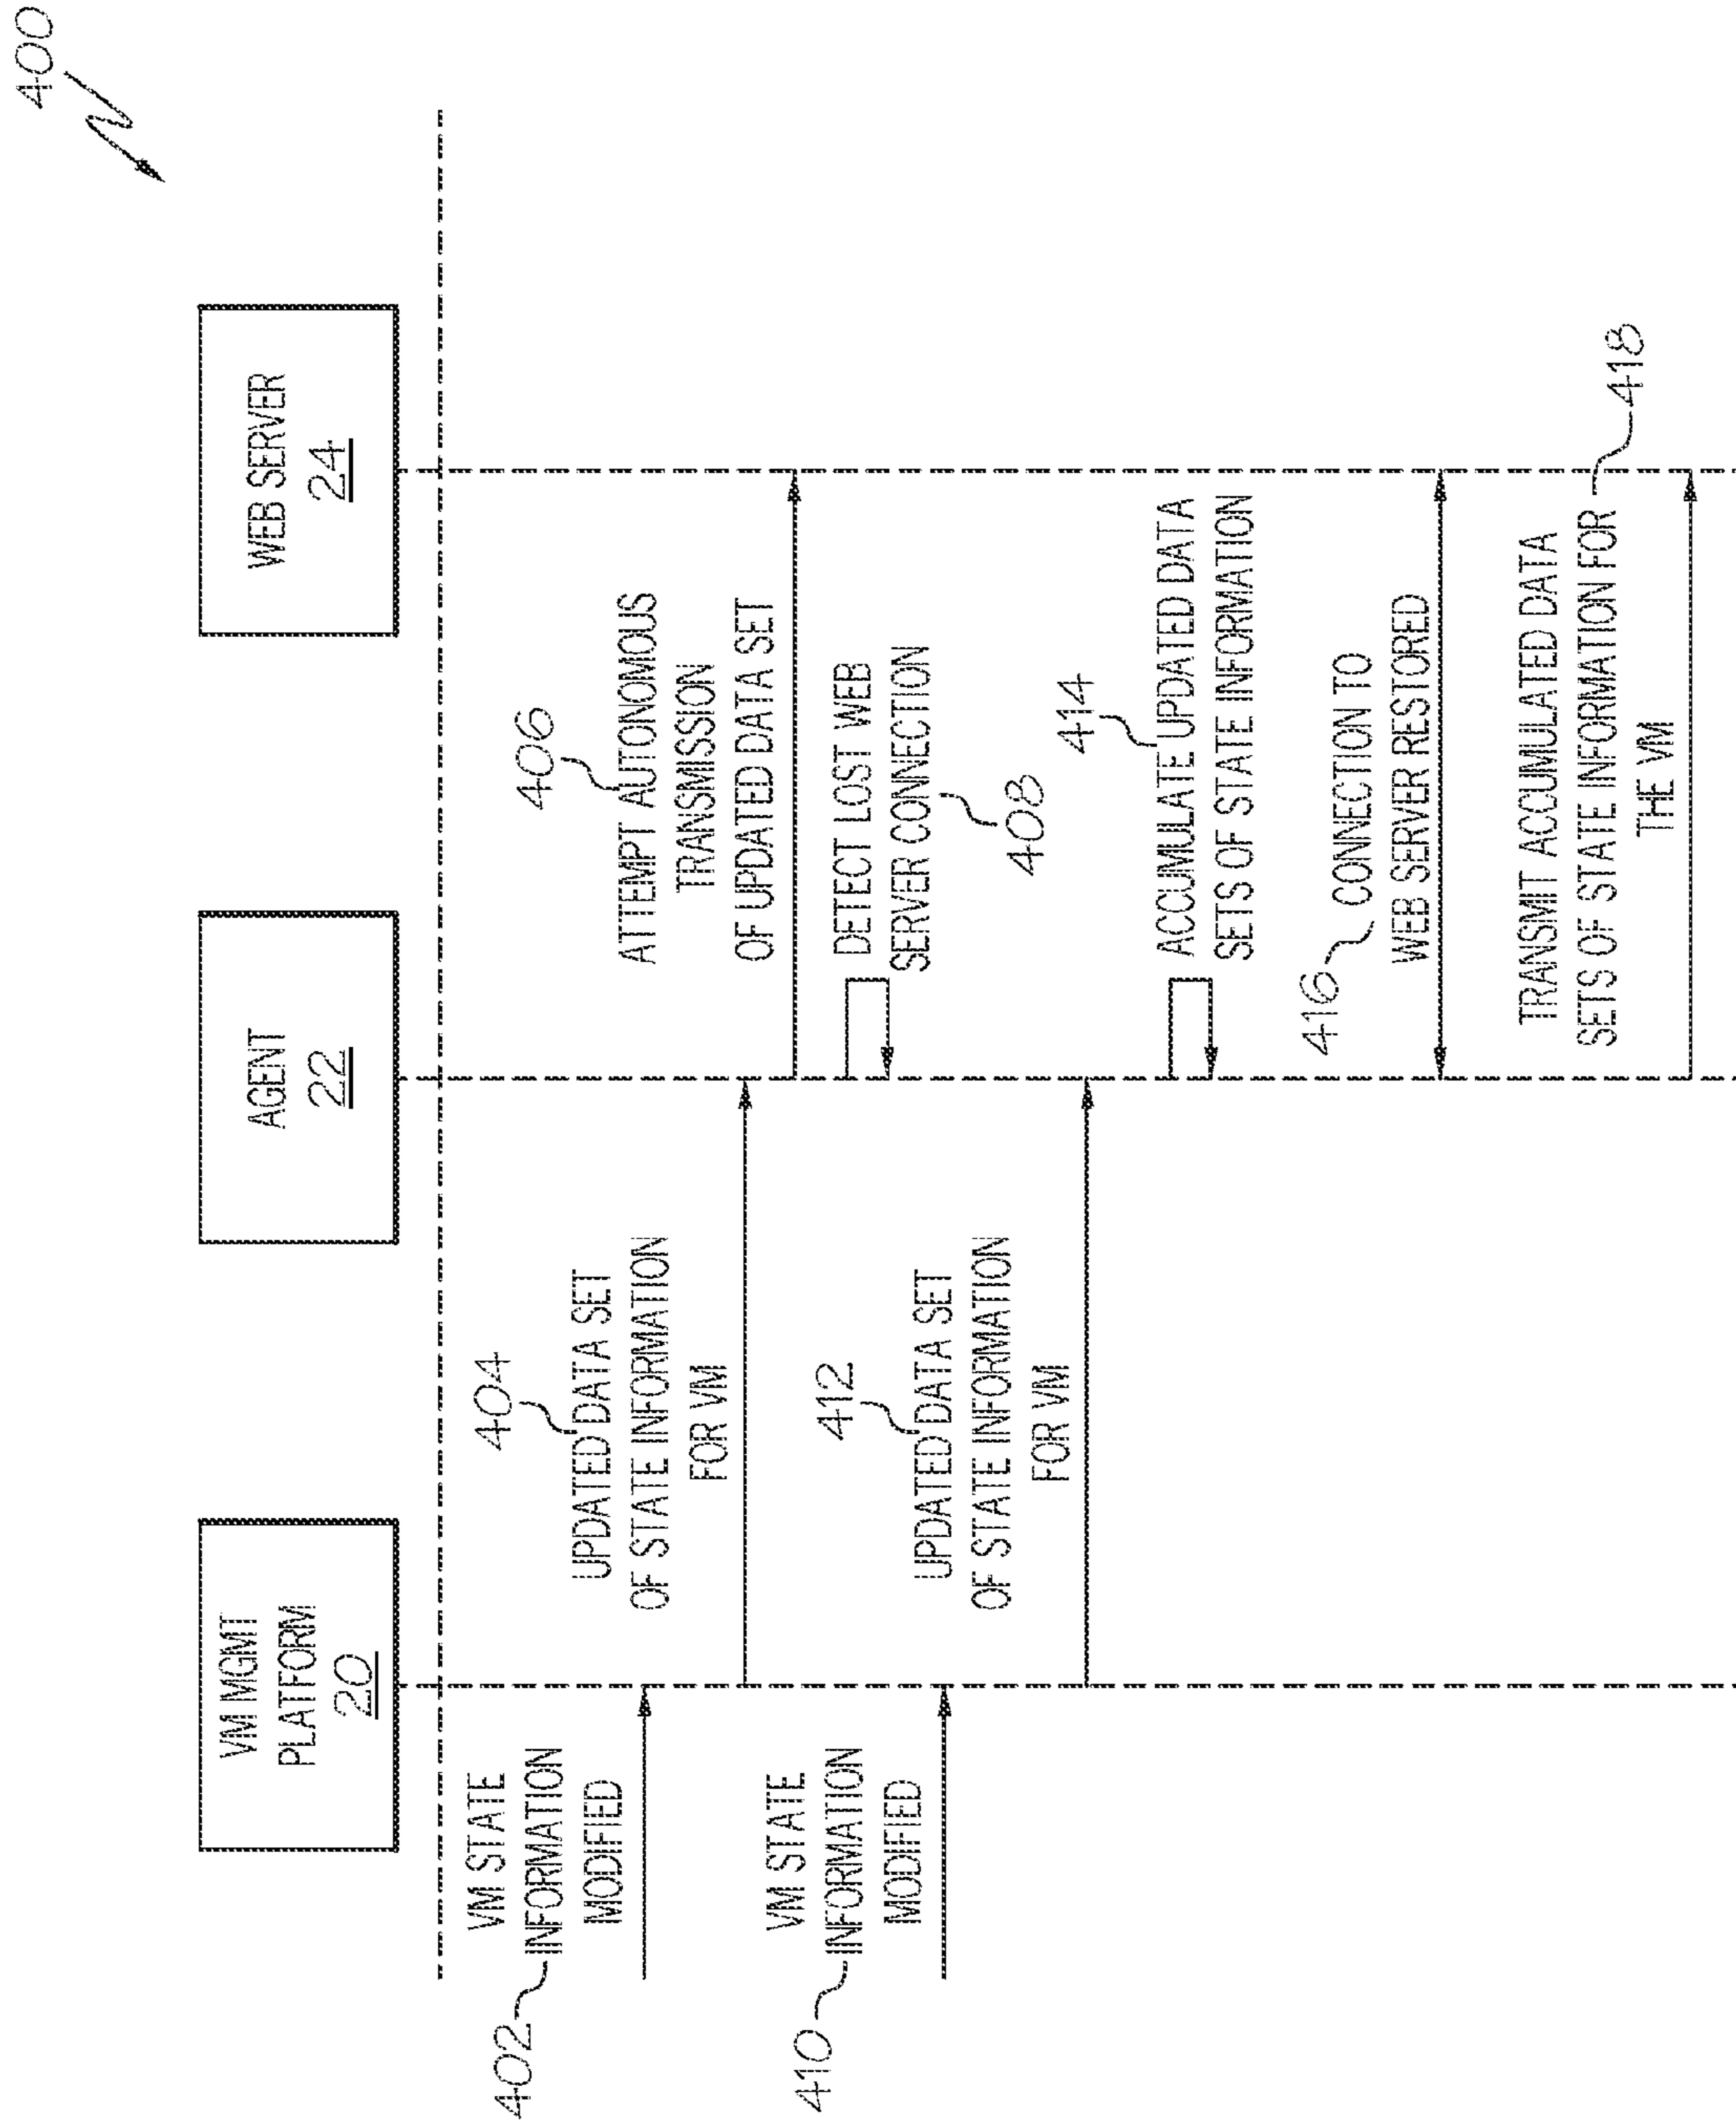 400
VM MGMT
PLATFORM
20
AGENT
22
WEB SERVER
24
402
VM STATE
INFORMATION
MODIFIED
404
UPDATED DATA SET
OF STATE INFORMATION
FOR VM
406
ATTEMPT AUTONOMOUS
TRANSMISSION
OF UPDATED DATA SET
DETECT LOST WEB
SERVER CONNECTION
408
410
VM STATE
INFORMATION
MODIFIED
412
UPDATED DATA SET
OF STATE INFORMATION
FOR VM
414
ACCUMULATE UPDATED DATA
SETS OF STATE INFORMATION
416
CONNECTION TO
WEB SERVER RESTORED
TRANSMIT ACCUMULATED DATA
SETS OF STATE INFORMATION FOR
THE VM
418